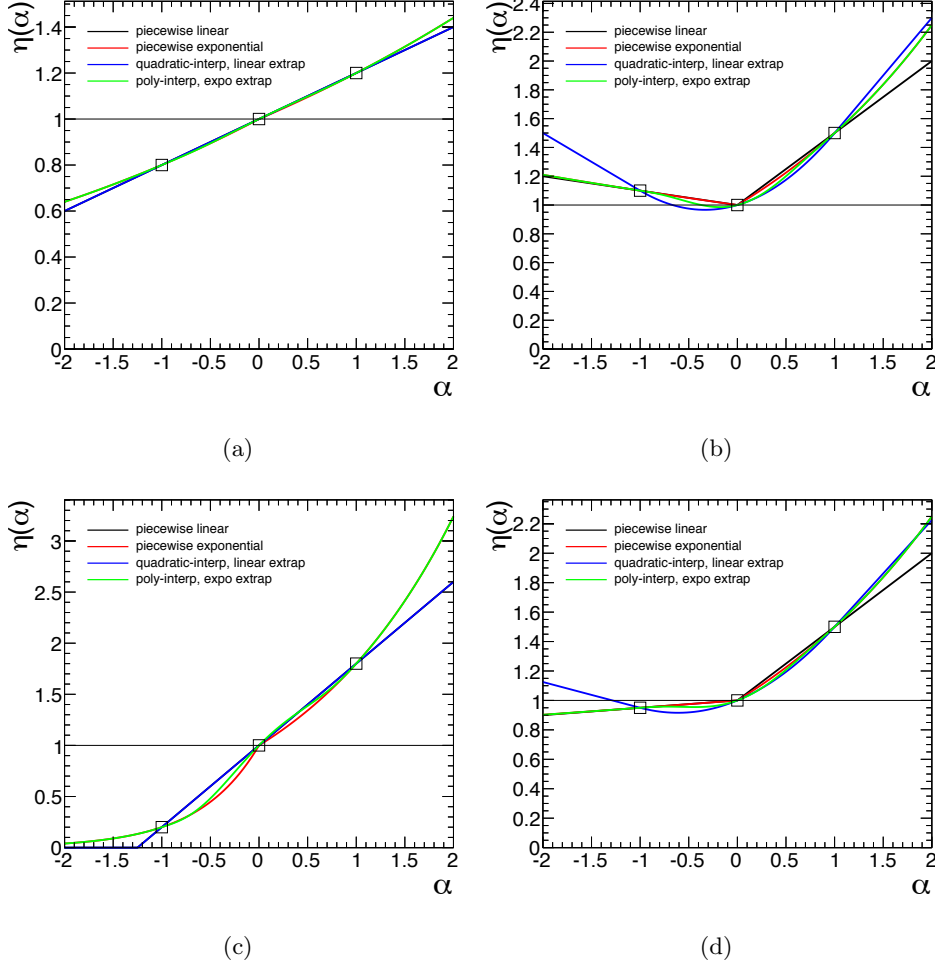 η(α)
1.4
1.2
1
0.8
0.6
0.4
0.2
0
piecewise linear
piecewise exponential
quadratic-interp, linear extrap
poly-interp, expo extrap
-2 -1.5 -1 -0.5 0 0.5 1 1.5 2
α
(a)
η(α)
2.4
2.2
2
1.8
1.6
1.4
1.2
1
0.8
0.6
0.4
0.2
0
piecewise linear
piecewise exponential
quadratic-interp, linear extrap
poly-interp, expo extrap
-2 -1.5 -1 -0.5 0 0.5 1 1.5 2
α
(b)
η(α)
3
2.5
2
1.5
1
0.5
0
piecewise linear
piecewise exponential
quadratic-interp, linear extrap
poly-interp, expo extrap
-2 -1.5 -1 -0.5 0 0.5 1 1.5 2
α
(c)
η(α)
2.2
2
1.8
1.6
1.4
1.2
1
0.8
0.6
0.4
0.2
0
piecewise linear
piecewise exponential
quadratic-interp, linear extrap
poly-interp, expo extrap
-2 -1.5 -1 -0.5 0 0.5 1 1.5 2
α
(d)